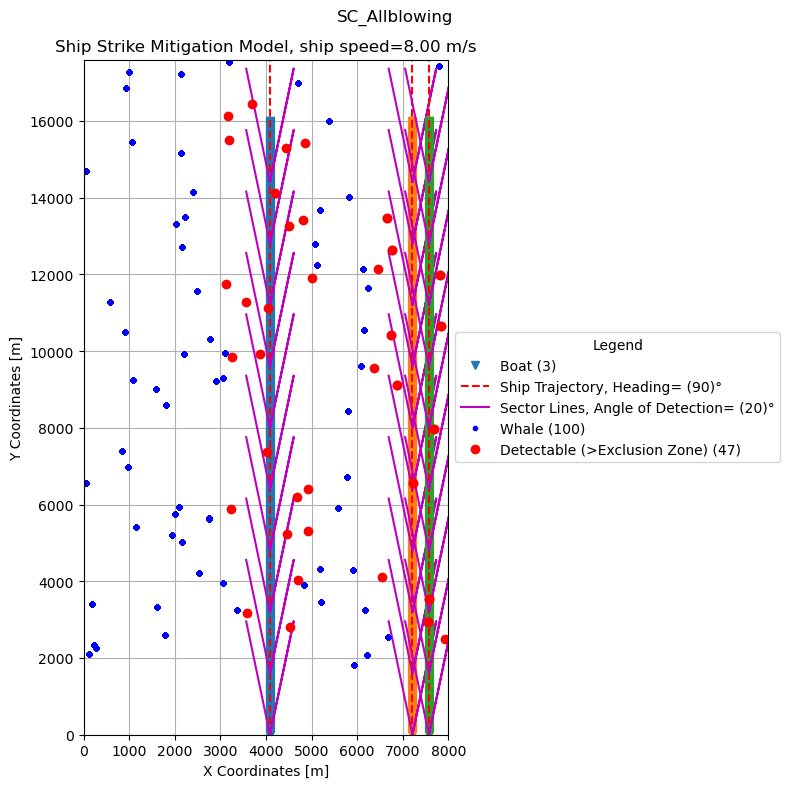 SC_Allblowing
Ship Strike Mitigation Model, ship speed=8.00 m/s
Y Coordinates [m]
16000
14000
12000
10000
8000
6000
4000
2000
0
0 1000 2000 3000 4000 5000 6000 7000 8000
X Coordinates [m]
Legend
Boat (3)
Ship Trajectory, Heading= (90)°
Sector Lines, Angle of Detection= (20)°
Whale (100)
Detectable (>Exclusion Zone) (47)